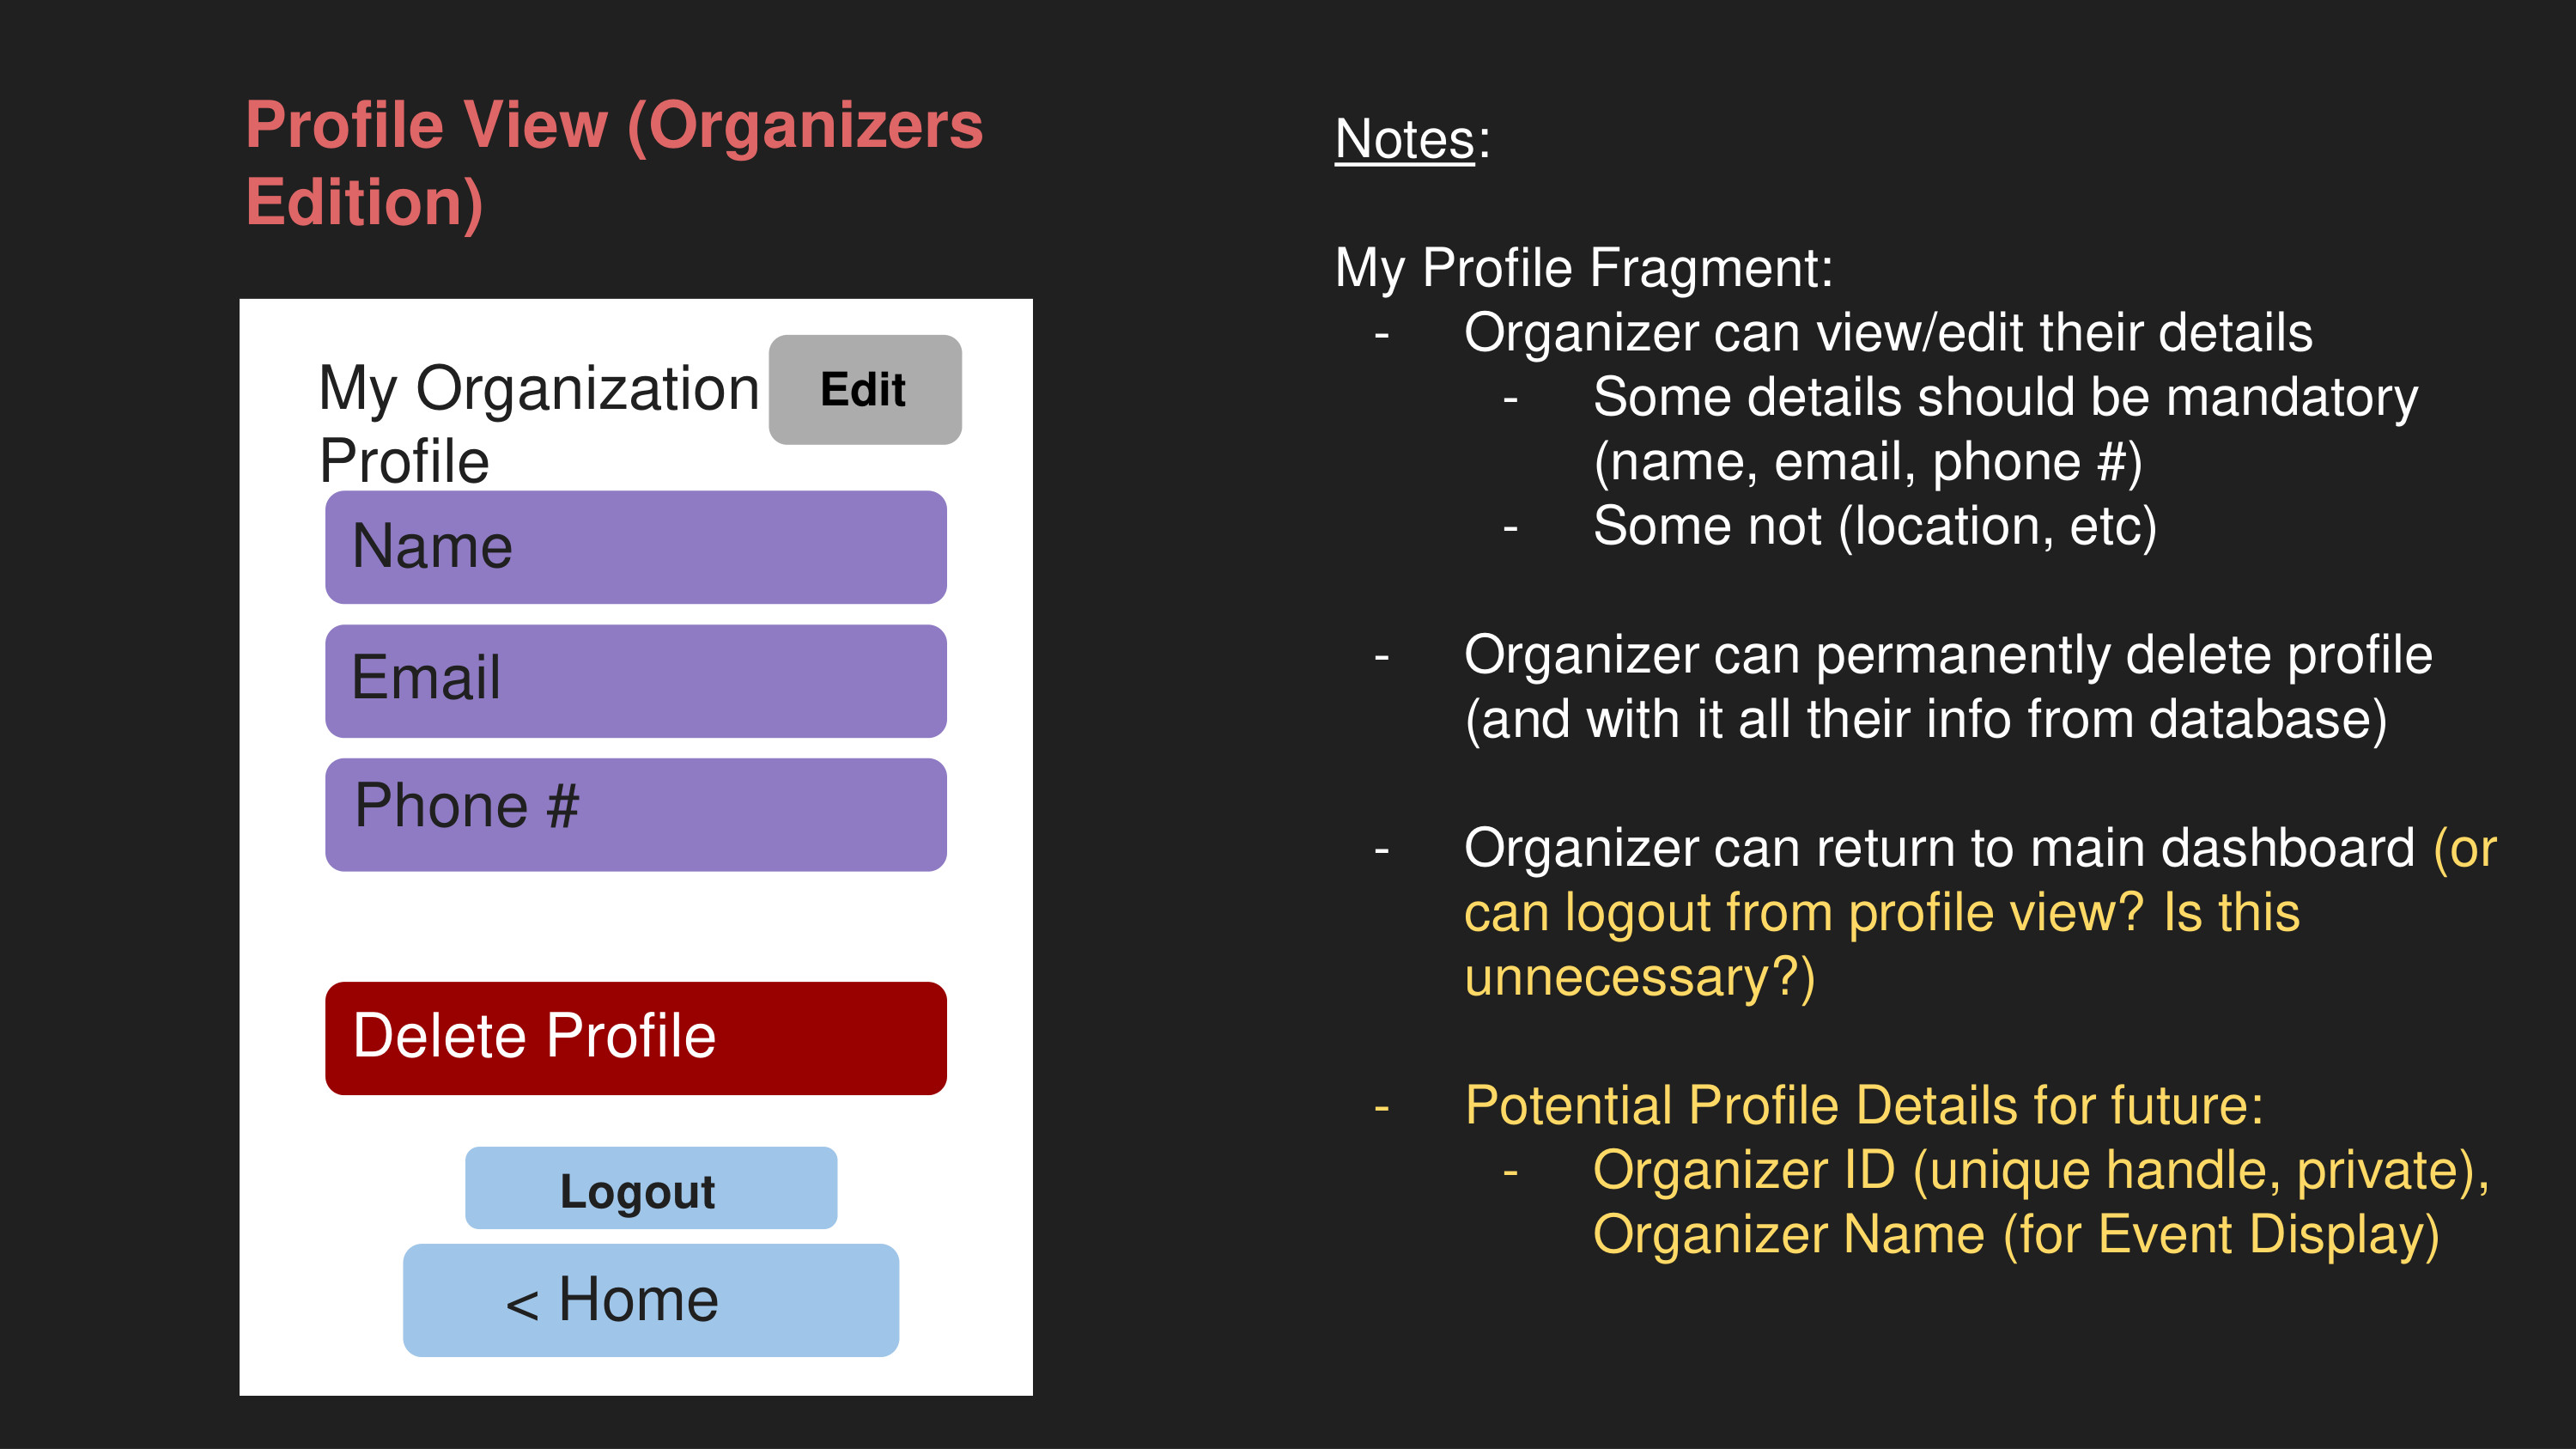 Profile View (Organizers
Edition)
My Organization
Profile
Edit
Name
Email
Phone #
Delete Profile
Logout
< Home
Notes:
My Profile Fragment:
- Organizer can view/edit their details
- Some details should be mandatory
(name, email, phone #)
- Some not (location, etc)
- Organizer can permanently delete profile
(and with it all their info from database)
- Organizer can return to main dashboard (or
can logout from profile view? Is this
unnecessary?)
- Potential Profile Details for future:
- Organizer ID (unique handle, private),
Organizer Name (for Event Display)